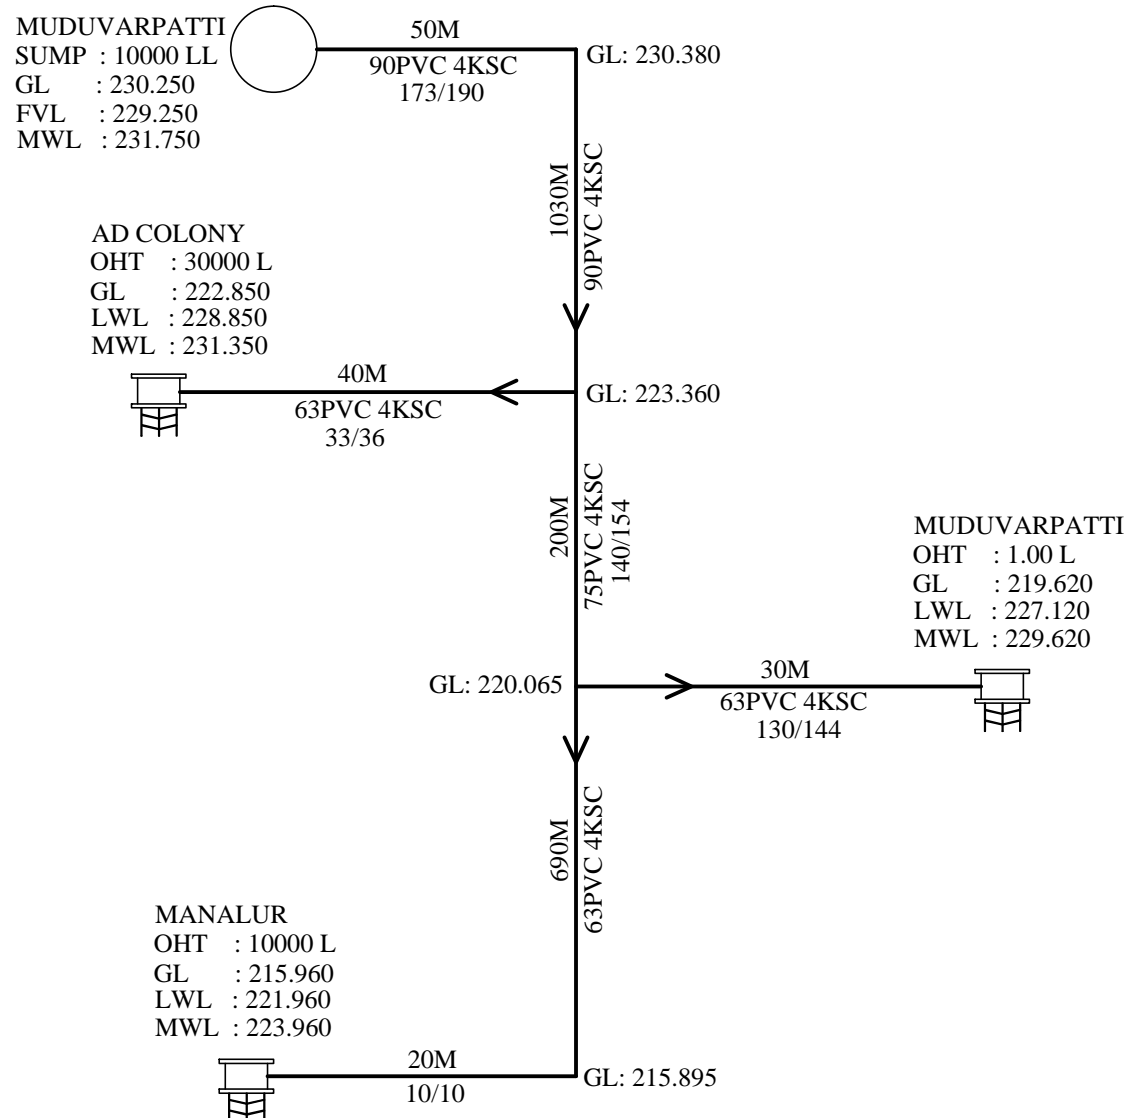 MUDUVARPATTI
SUMP : 10000 LL
GL : 230.250
FVL : 229.250
MWL : 231.750
50M
90PVC 4KSC
173/190
GL: 230.380
1030M
90PVC 4KSC
AD COLONY
OHT : 30000 L
GL : 222.850
LWL : 228.850
MWL : 231.350
40M
63PVC 4KSC
33/36
GL: 223.360
200M
75PVC 4KSC
140/154
MUDUVARPATTI
OHT : 1.00 L
GL : 219.620
LWL : 227.120
MWL : 229.620
GL: 220.065
30M
63PVC 4KSC
130/144
690M
63PVC 4KSC
MANALUR
OHT : 10000 L
GL : 215.960
LWL : 221.960
MWL : 223.960
20M
10/10
GL: 215.895